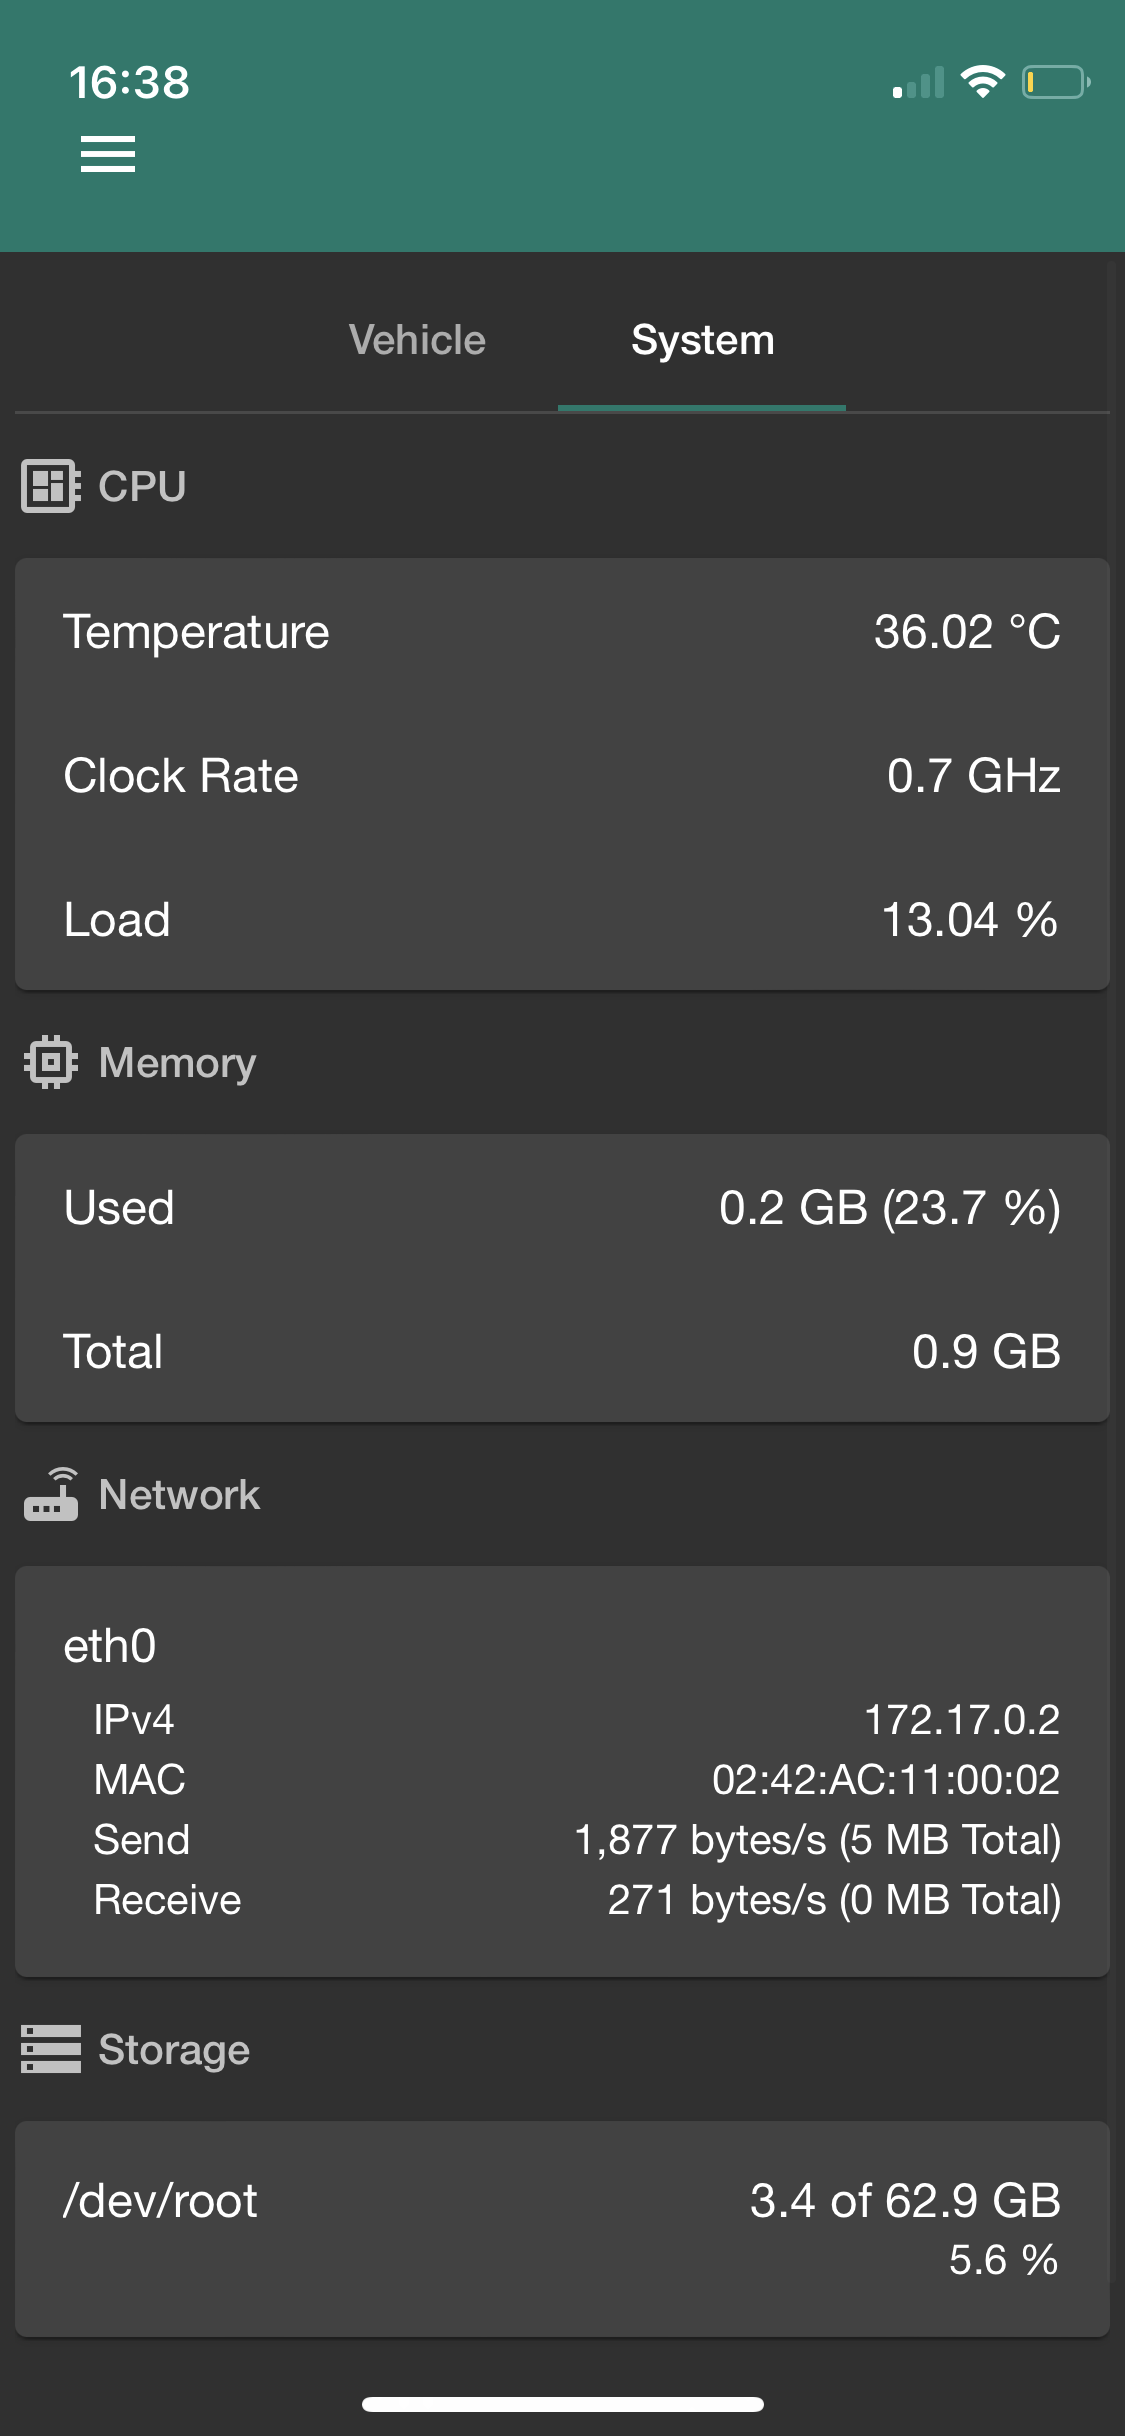 16:38
Vehicle System
CPU
Temperature 36.02 °C
Clock Rate 0.7 GHz
Load 13.04 %
Memory
Used 0.2 GB (23.7 %)
Total 0.9 GB
Network
eth0
IPv4 172.17.0.2
MAC 02:42:AC:11:00:02
Send 1,877 bytes/s (5 MB Total)
Receive 271 bytes/s (0 MB Total)
Storage
/dev/root 3.4 of 62.9 GB
5.6 %